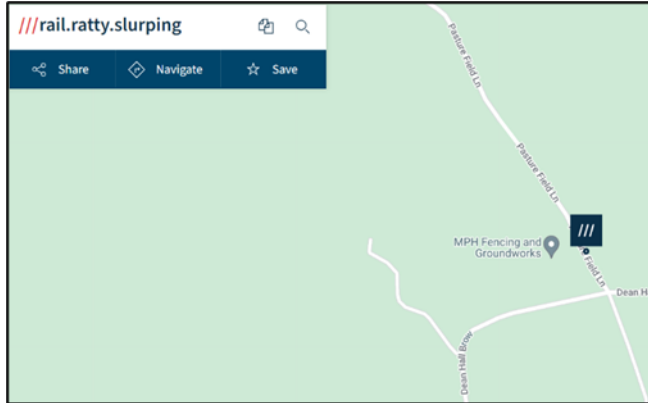 ///rail.ratty.slurping
Share
Navigate
Save
Pasture Field Ln
Pasture Field Ln
MPH Fencing and
Groundworks
///
Field Ln
Dean H
Dean Hall Brow